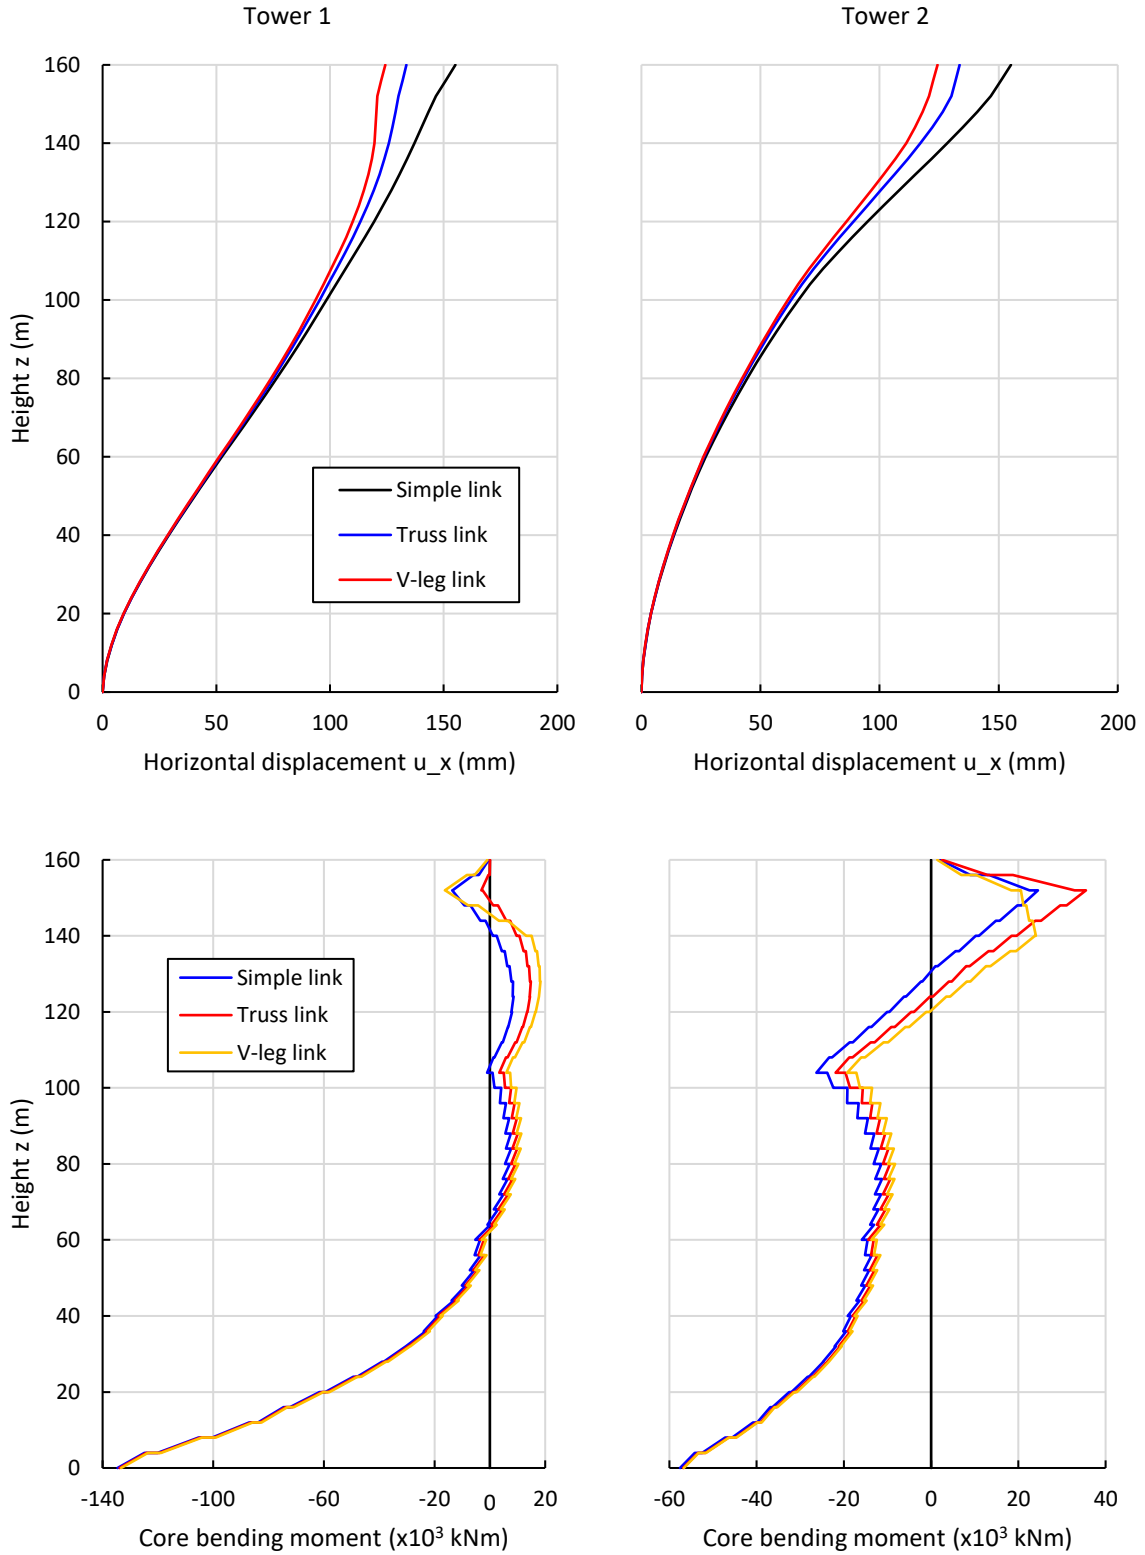 Tower 1
Tower 2
160
140
120
100
80
60
40
20
0
Height z (m)
Simple link
Truss link
V-leg link
0 50 100 150 200
0 50 100 150 200
Horizontal displacement u_x (mm)
Horizontal displacement u_x (mm)
160
140
120
100
80
60
40
20
0
Height z (m)
Simple link
Truss link
V-leg link
-140 -100 -60 -20 0 20
-60 -40 -20 0 20 40
Core bending moment (x10³ kNm)
Core bending moment (x10³ kNm)